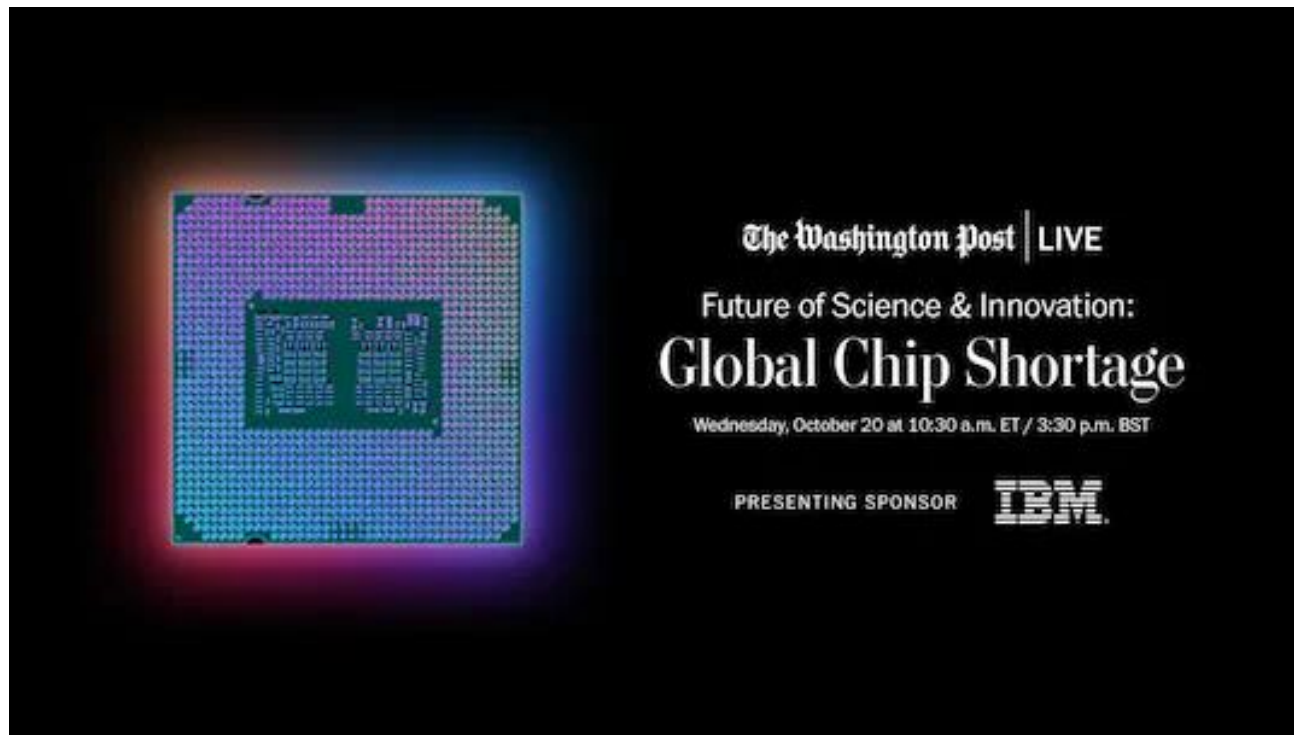 The Washington Post | LIVE
Future of Science & Innovation:
Global Chip Shortage
Wednesday, October 20 at 10:30 a.m. ET / 3:30 p.m. BST
PRESENTING SPONSOR IBM.